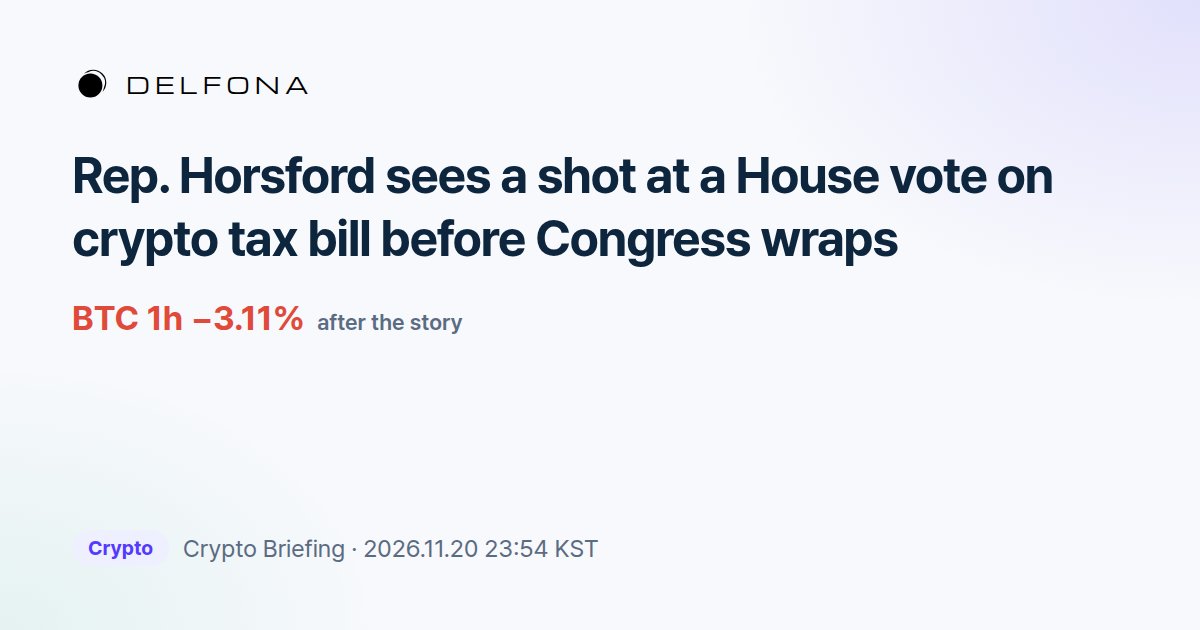 DELFONA
Rep. Horsford sees a shot at a House vote on
crypto tax bill before Congress wraps
BTC 1h −3.11% after the story
Crypto Crypto Briefing · 2026.11.20 23:54 KST